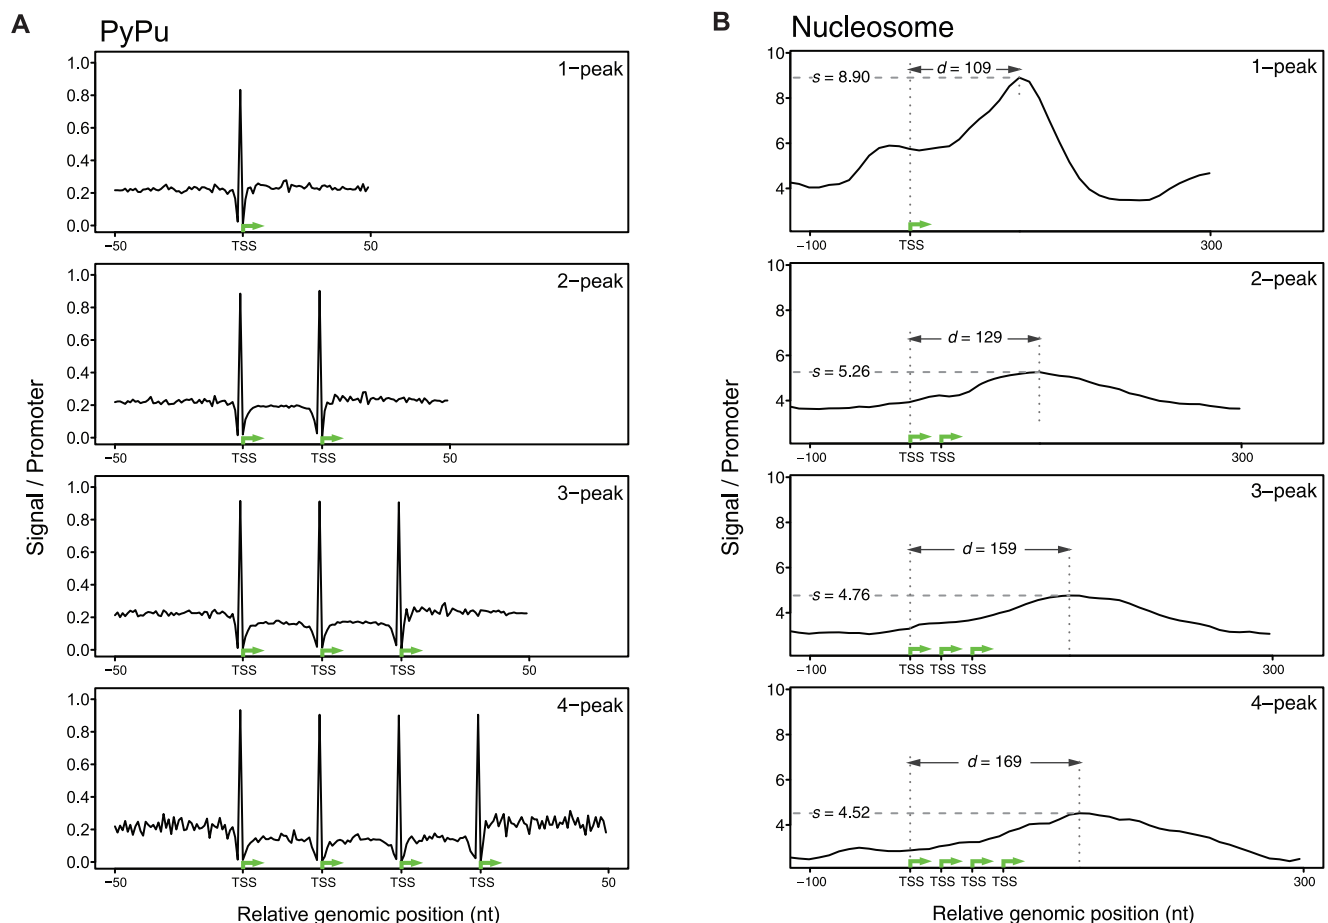 A
PyPu
1−peak
1.0
0.8
0.6
0.4
0.2
0.0
−50
TSS
50
2−peak
1.0
0.8
0.6
0.4
0.2
0.0
−50
TSS
TSS
50
3−peak
1.0
0.8
0.6
0.4
0.2
0.0
−50
TSS
TSS
TSS
50
4−peak
1.0
0.8
0.6
0.4
0.2
0.0
−50
TSS
TSS
TSS
TSS
50
Signal / Promoter
Relative genomic position (nt)
B
Nucleosome
1−peak
10
8
6
4
s = 8.90
d = 109
−100
TSS
300
2−peak
10
8
6
4
s = 5.26
d = 129
−100
TSS
TSS
300
3−peak
10
8
6
4
s = 4.76
d = 159
−100
TSS
TSS
TSS
300
4−peak
10
8
6
4
s = 4.52
d = 169
−100
TSS
TSS
TSS
TSS
300
Signal / Promoter
Relative genomic position (nt)